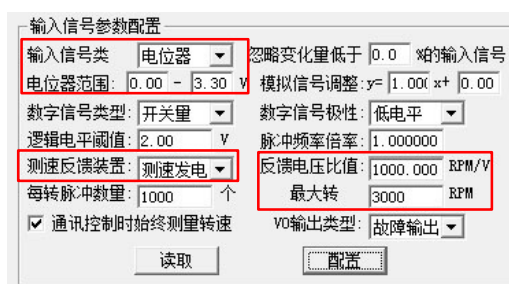 输入信号参数配置
输入信号类 电位器 忽略变化量低于 0.0 %的输入信号
电位器范围: 0.00 - 3.30 V 模拟信号调整:y= 1.00( x+ 0.00
数字信号类型: 开关量 数字信号极性: 低电平
逻辑电平阈值: 2.00 V 脉冲频率倍率: 1.000000
测速反馈装置: 测速发电 反馈电压比值: 1000.000 RPM/V
每转脉冲数量: 1000 个 最大转 3000 RPM
通讯控制时始终测量转速 VO输出类型: 故障输出
读取 配置